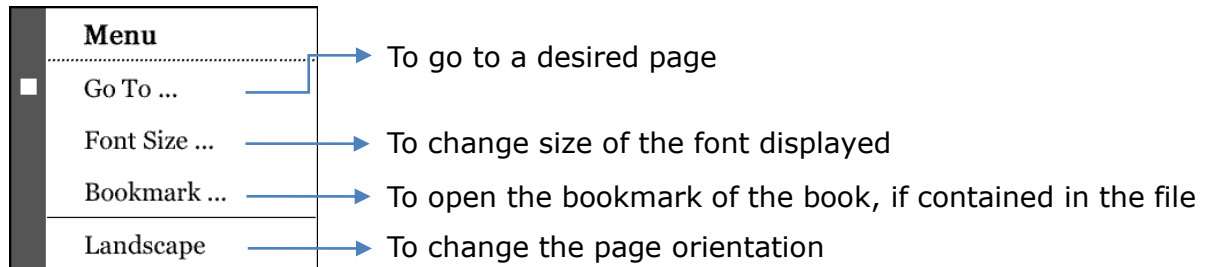 Menu
Go To ... To go to a desired page
Font Size ... To change size of the font displayed
Bookmark ... To open the bookmark of the book, if contained in the file
Landscape To change the page orientation